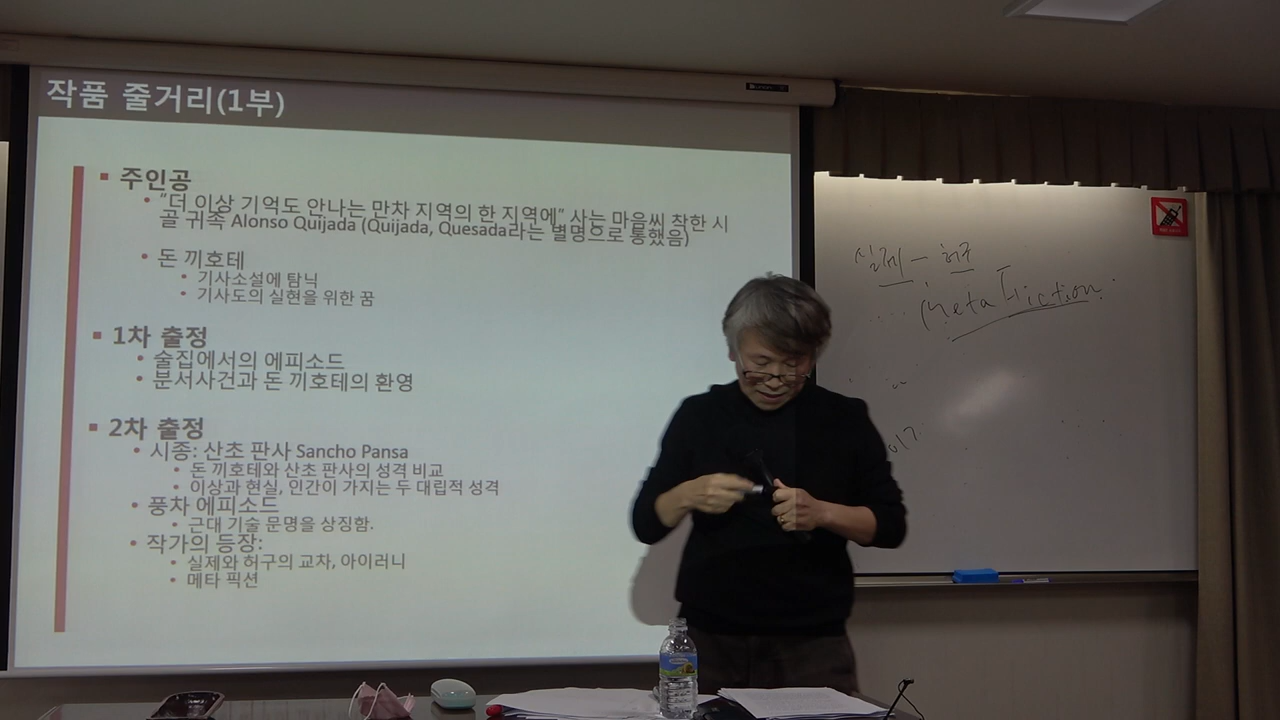 작품 줄거리(1부)
주인공
"더 이상 기억도 안나는 만차 지역의 한 지역에" 사는 마음씨 착한 시
골 귀족 Alonso Quijada (Quijada, Quesada라는 별명으로 통했음)
돈 끼호테
기사소설에 탐닉
기사도의 실현을 위한 꿈
1차 출정
술집에서의 에피소드
분서사건과 돈 끼호테의 환영
2차 출정
시종: 산초 판사 Sancho Pansa
돈 끼호테와 산초 판사의 성격 비교
이상과 현실, 인간이 가지는 두 대립적 성격
풍차 에피소드
근대 기술 문명을 상징함.
작가의 등장:
실제와 허구의 교차, 아이러니
메타 픽션
실제 - 허구
Meta Fiction